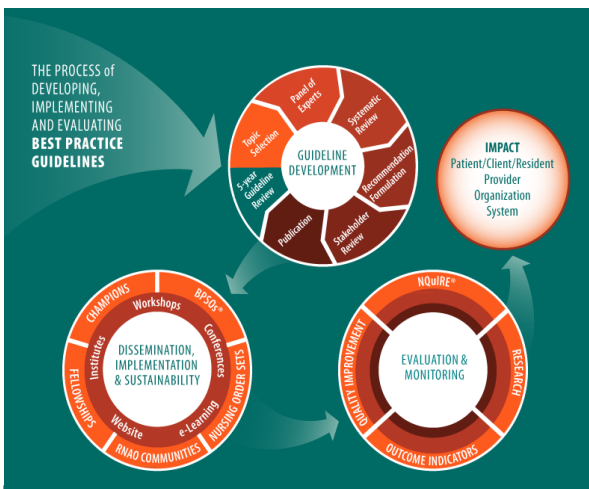 THE PROCESS of
DEVELOPING,
IMPLEMENTING
AND EVALUATING
BEST PRACTICE
GUIDELINES
GUIDELINE
DEVELOPMENT
Topic
Selection
Panel of
Experts
Systematic
Review
Recommendation
Formulation
Stakeholder
Review
Publication
5-year
Guideline
Review
IMPACT
Patient/Client/Resident
Provider
Organization
System
DISSEMINATION,
IMPLEMENTATION
& SUSTAINABILITY
CHAMPIONS
BPSOs®
NURSING ORDER SETS
RNAO COMMUNITIES
FELLOWSHIPS
Workshops
Conferences
e-Learning
Website
Institutes
EVALUATION &
MONITORING
NQuIRE®
RESEARCH
OUTCOME INDICATORS
QUALITY IMPROVEMENT